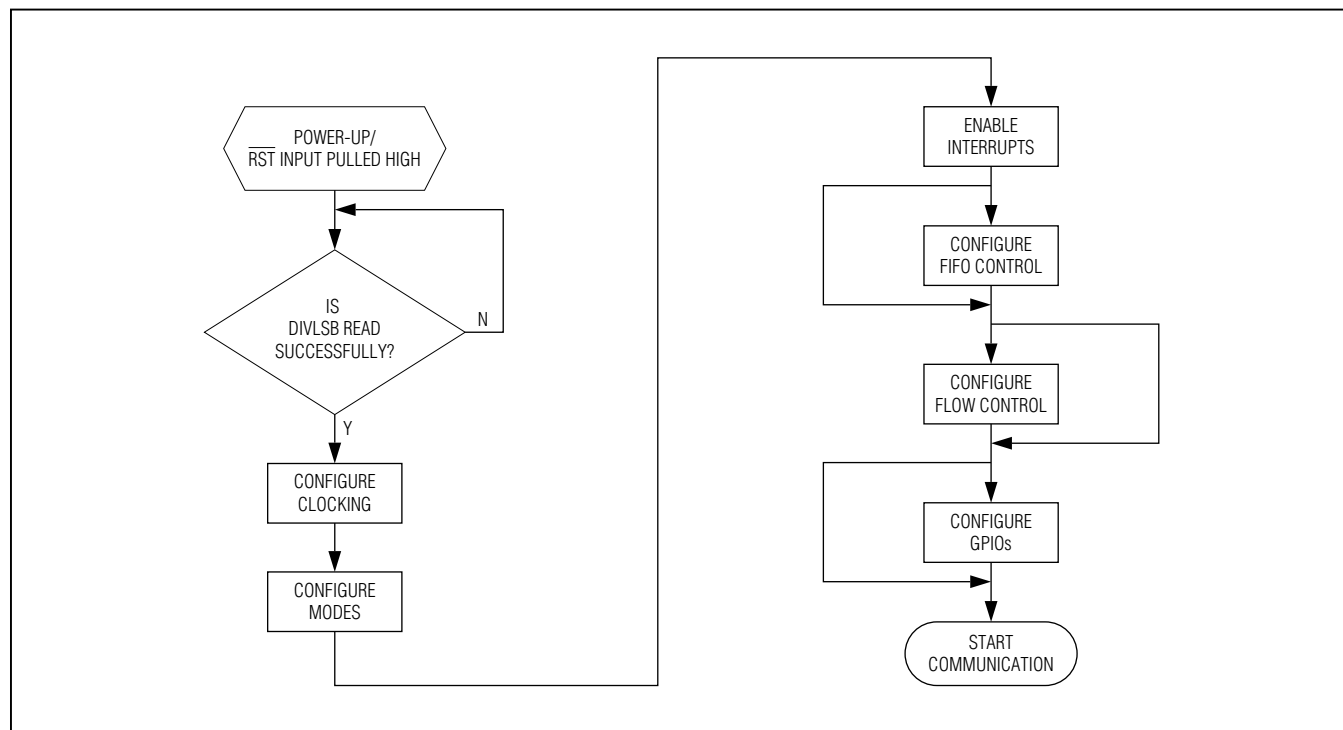 POWER-UP/
RST INPUT PULLED HIGH
IS
DIVLSB READ
SUCCESSFULLY?
N
Y
CONFIGURE
CLOCKING
CONFIGURE
MODES
ENABLE
INTERRUPTS
CONFIGURE
FIFO CONTROL
CONFIGURE
FLOW CONTROL
CONFIGURE
GPIOs
START
COMMUNICATION